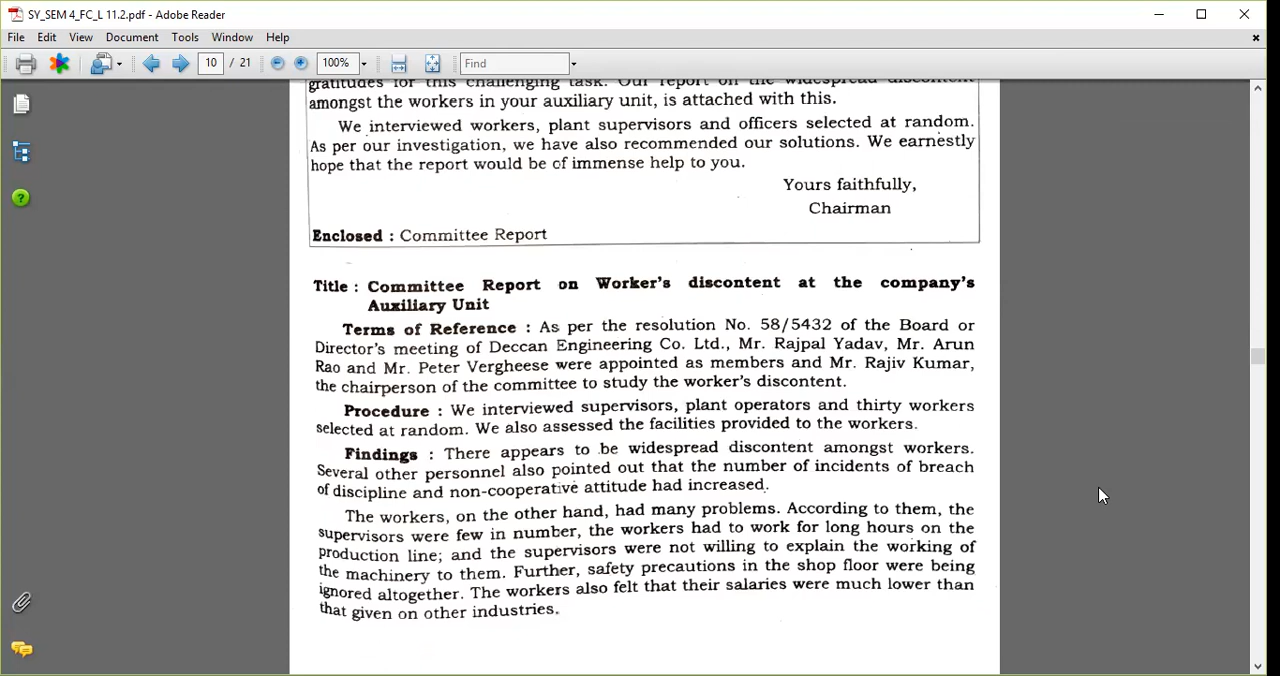 SY_SEM 4_FC_L 11.2.pdf - Adobe Reader
File Edit View Document Tools Window Help
10 / 21 100% Find
gratitudes for this challenging task. Our report on the widespread discontent
amongst the workers in your auxiliary unit, is attached with this.
We interviewed workers, plant supervisors and officers selected at random.
As per our investigation, we have also recommended our solutions. We earnestly
hope that the report would be of immense help to you.
Yours faithfully,
Chairman
Enclosed : Committee Report
Title : Committee Report on Worker's discontent at the company's
Auxiliary Unit
Terms of Reference : As per the resolution No. 58/5432 of the Board or
Director's meeting of Deccan Engineering Co. Ltd., Mr. Rajpal Yadav, Mr. Arun
Rao and Mr. Peter Vergheese were appointed as members and Mr. Rajiv Kumar,
the chairperson of the committee to study the worker's discontent.
Procedure : We interviewed supervisors, plant operators and thirty workers
selected at random. We also assessed the facilities provided to the workers.
Findings : There appears to be widespread discontent amongst workers.
Several other personnel also pointed out that the number of incidents of breach
of discipline and non-cooperative attitude had increased.
The workers, on the other hand, had many problems. According to them, the
supervisors were few in number, the workers had to work for long hours on the
production line; and the supervisors were not willing to explain the working of
the machinery to them. Further, safety precautions in the shop floor were being
ignored altogether. The workers also felt that their salaries were much lower than
that given on other industries.